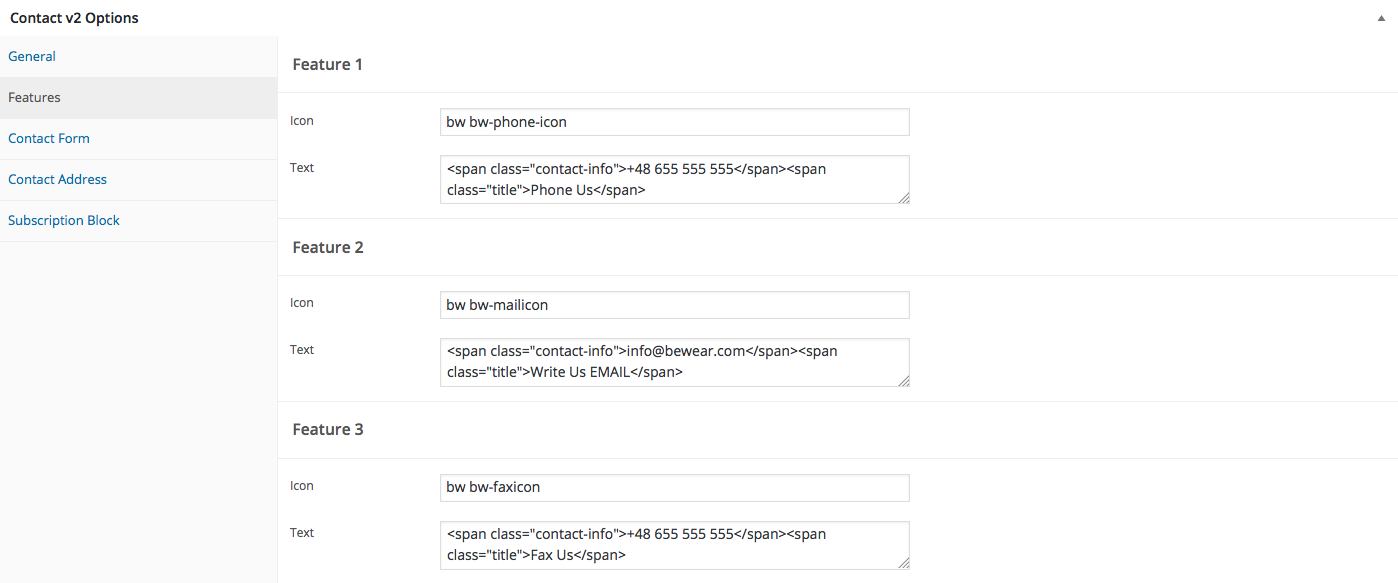 Contact v2 Options
General
Features
Contact Form
Contact Address
Subscription Block
Feature 1
Icon
bw bw-phone-icon
Text
<span class="contact-info">+48 655 555 555</span><span
class="title">Phone Us</span>
Feature 2
Icon
bw bw-mailicon
Text
<span class="contact-info">info@bewear.com</span><span
class="title">Write Us EMAIL</span>
Feature 3
Icon
bw bw-faxicon
Text
<span class="contact-info">+48 655 555 555</span><span
class="title">Fax Us</span>